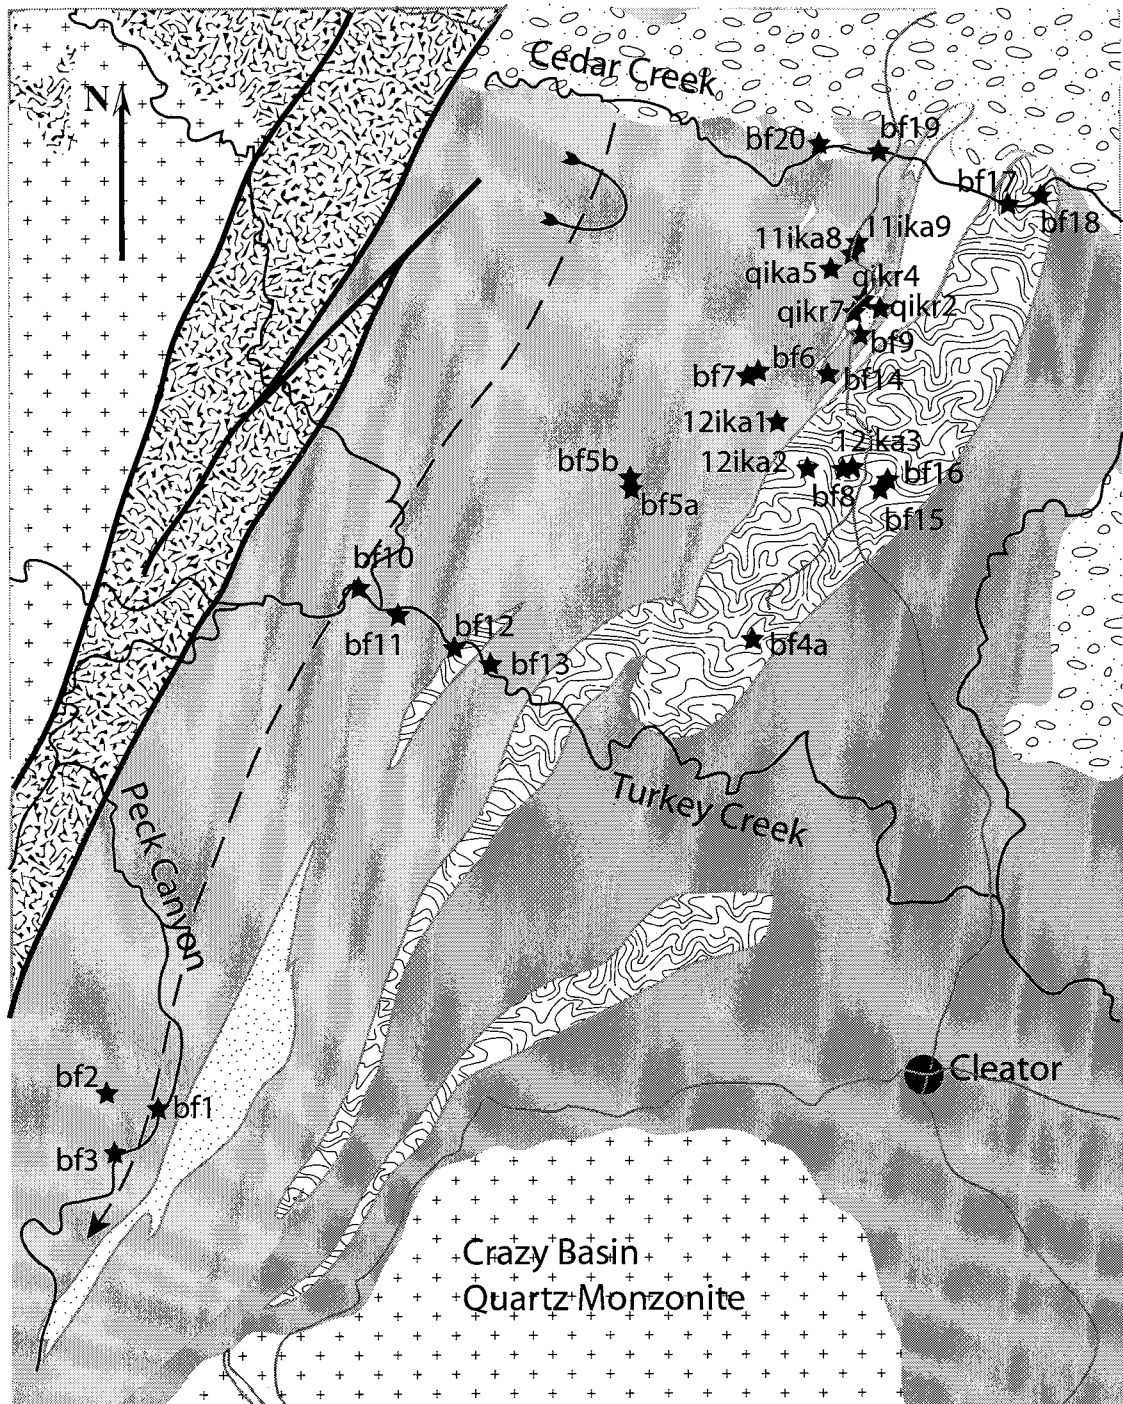 Cedar Creek
N
bf20
bf19
bf17
bf18
11ika8
11ika9
qika5
qikr4
qikr7
qikr2
bf9
bf6
bf7
bf14
12ika1
12ika3
12ika2
bf5b
bf16
bf8
bf5a
bf15
bf10
bf11
bf12
bf4a
bf13
Turkey Creek
Peck Canyon
Cleator
bf2
bf1
bf3
Crazy Basin
Quartz Monzonite